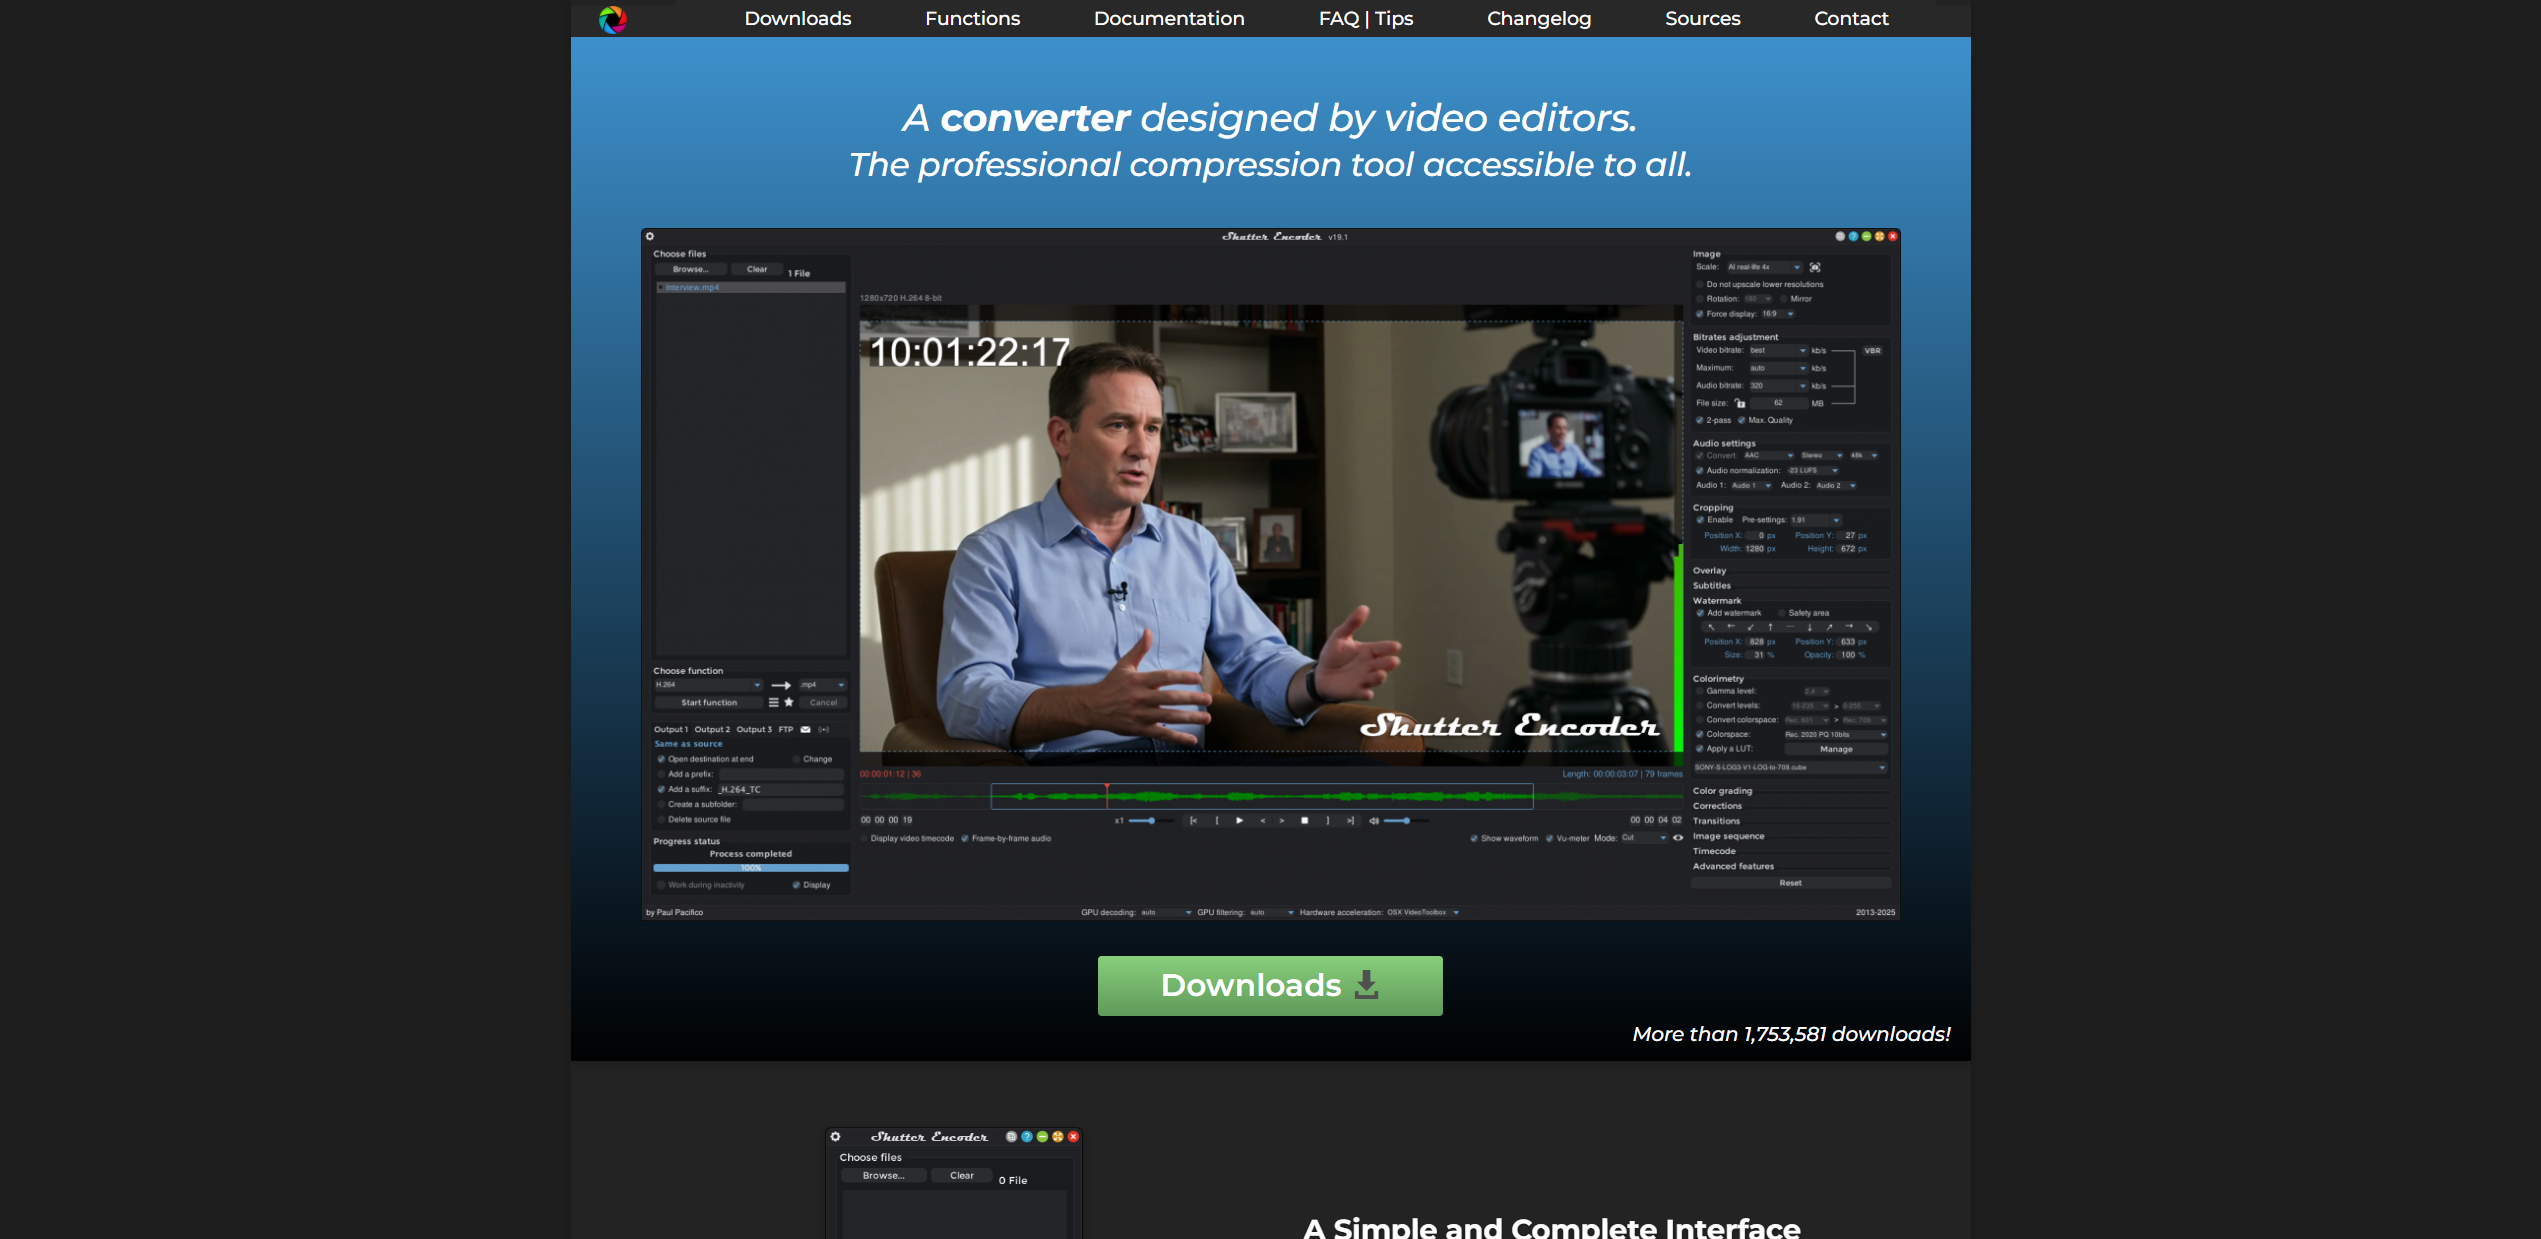 Downloads Functions Documentation FAQ | Tips Changelog Sources Contact
A converter designed by video editors.
The professional compression tool accessible to all.
Shutter Encoder v19.1
Choose files
Browse... Clear 1 File
Interview.mp4
1280x720 H.264 8-bit
10:01:22:17
Shutter Encoder
Choose function
H.264 .mp4
Start function Cancel
Output 1 Output 2 Output 3 FTP
Same as source
Open destination at end Change
Add a prefix:
Add a suffix: _H.264_TC
Create a subfolder:
Delete source file
Progress status
Process completed
100%
Work during inactivity Display
00:00:01:12 | 36 Length: 00:00:03:07 | 79 frames
00 00 00 19 x1 00 00 04 02
Display video timecode Frame-by-frame audio Show waveform Vu-meter Mode: Cut
Image
Scale: AI real-life 4x
Do not upscale lower resolutions
Rotation: 180 Mirror
Force display: 16:9
Bitrates adjustment
Video bitrate: best kb/s VBR
Maximum: auto kb/s
Audio bitrate: 320 kb/s
File size: 62 MB
2-pass Max. Quality
Audio settings
Convert: AAC Stereo 48k
Audio normalization: -23 LUFS
Audio 1: Audio 1 Audio 2: Audio 2
Cropping
Enable Pre-settings: 1.91
Position X: 0 px Position Y: 27 px
Width: 1280 px Height: 672 px
Overlay
Subtitles
Watermark
Add watermark Safety area
Position X: 828 px Position Y: 633 px
Size: 31 % Opacity: 100 %
Colorimetry
Gamma level: 2.4
Convert levels: 16-235 > 0-255
Convert colorspace: Rec. 601 > Rec. 709
Colorspace: Rec. 2020 PQ 10bits
Apply a LUT: Manage
SONY-S-LOG3-V1-LOG-to-709.cube
Color grading
Corrections
Transitions
Image sequence
Timecode
Advanced features
Reset
by Paul Pacifico GPU decoding: auto GPU filtering: auto Hardware acceleration: OSX VideoToolbox 2013-2025
Downloads
More than 1,753,581 downloads!
Shutter Encoder
Choose files
Browse... Clear 0 File
A Simple and Complete Interface